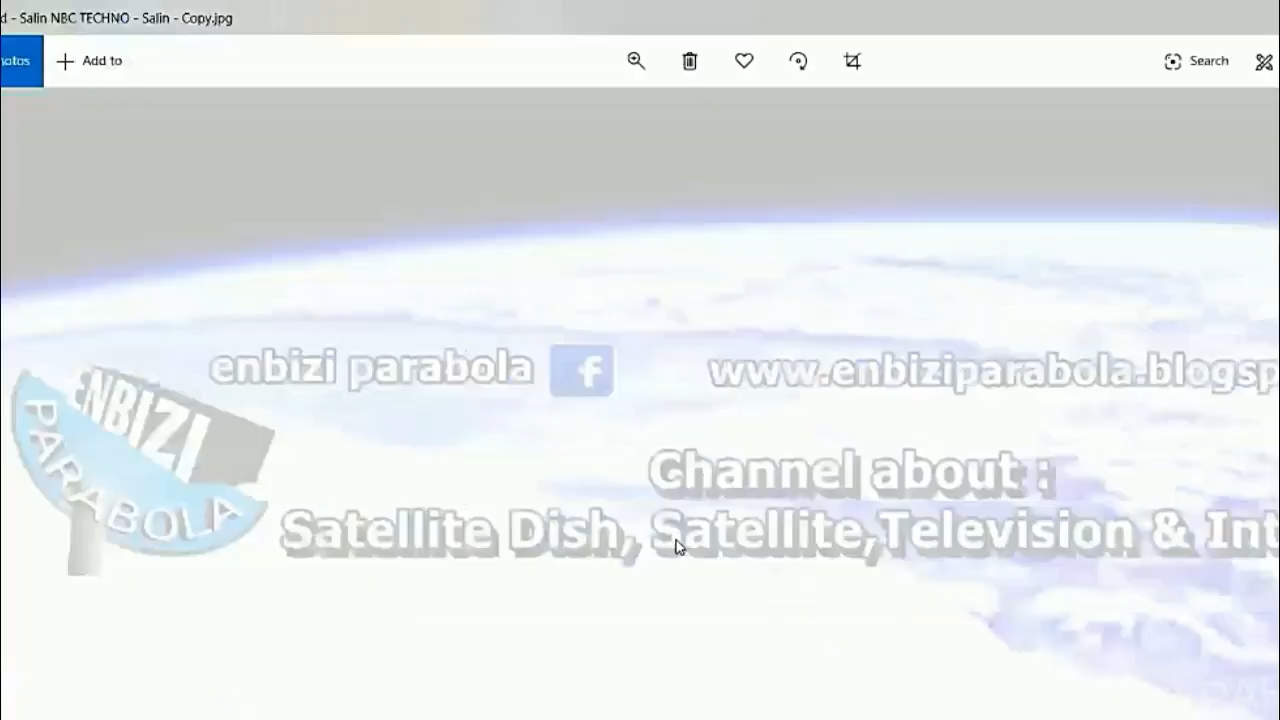 d - Salin NBC TECHNO - Salin - Copy.jpg
hotos
Add to
Search
enbizi parabola
f
www.enbiziparabola.blogsp
ENBIZI
PARABOLA
Channel about :
Satellite Dish, Satellite,Television & Int